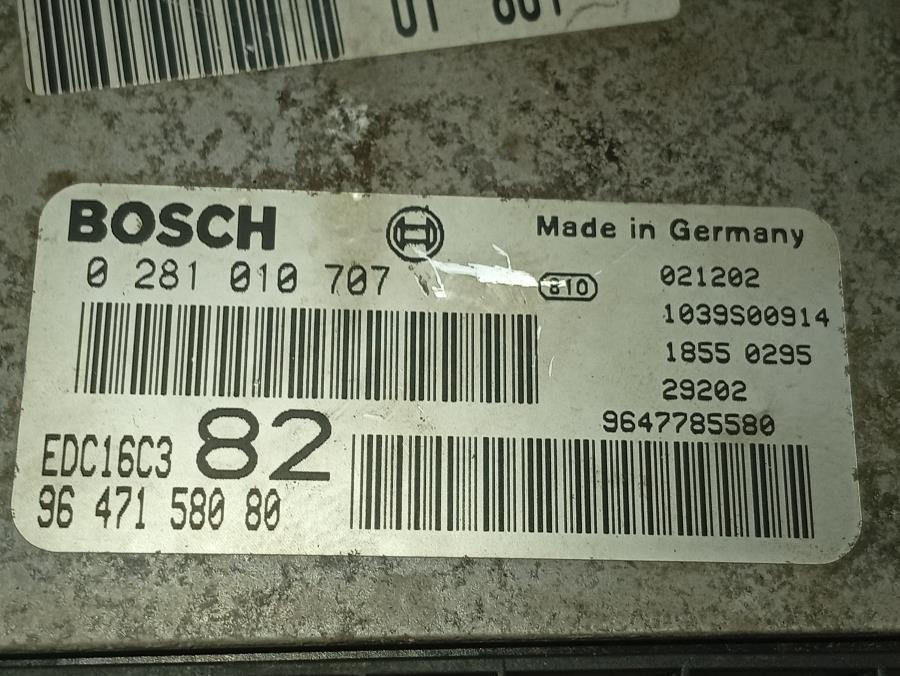 BOSCH
Made in Germany
0 281 010 707
810
021202
1039S00914
1855 0295
29202
9647785580
EDC16C3 82
96 471 580 80